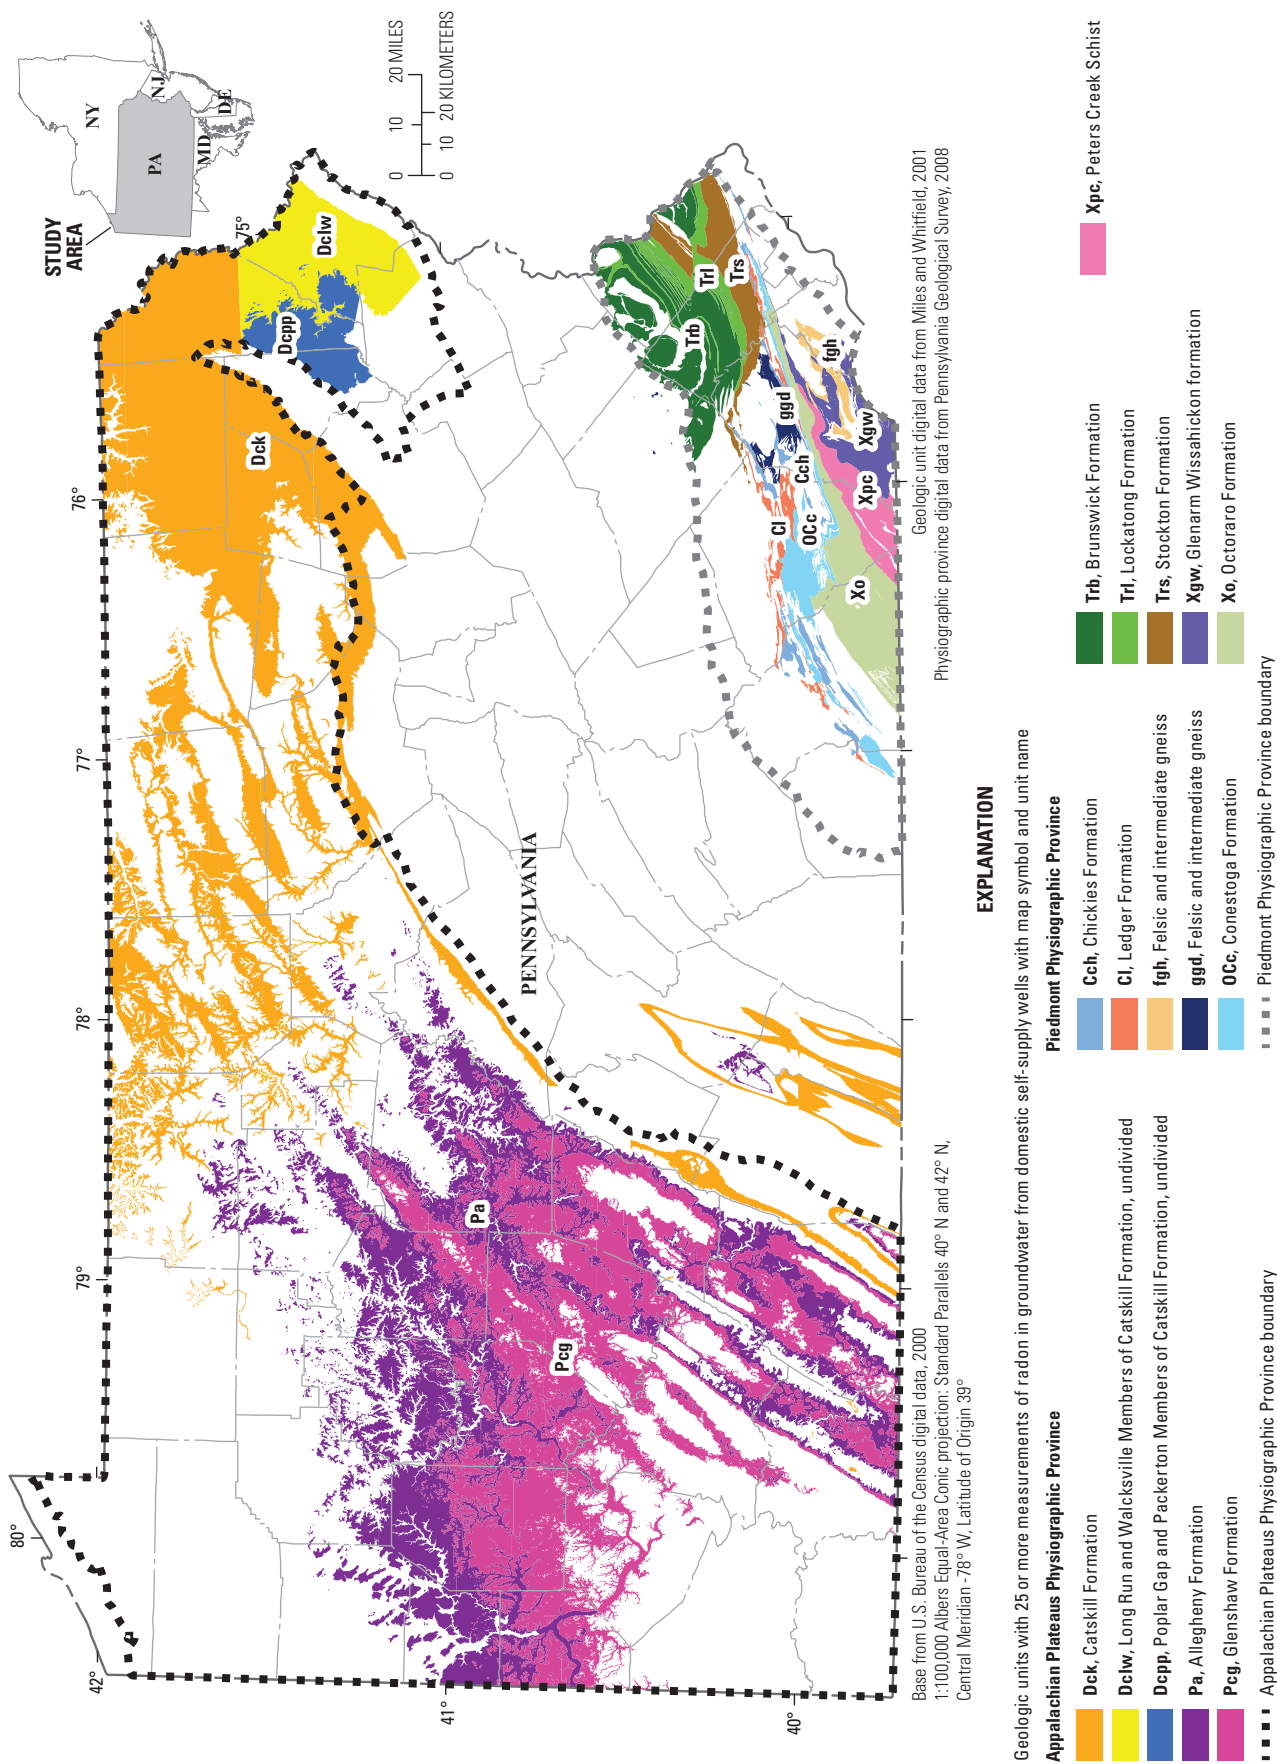 STUDY
AREA
NY
PA
NJ
MD
DE
80°
79°
78°
77°
76°
75°
42°
41°
40°
Dck
Dclw
Dcpp
Pa
Pcg
PENNSYLVANIA
Trb
Trl
Trs
ggd
fgh
Cch
Cl
OCc
Xgw
Xpc
Xo
0 10 20 MILES
0 10 20 KILOMETERS
Base from U.S. Bureau of the Census digital data, 2000
1:100,000 Albers Equal-Area Conic projection: Standard Parallels 40° N and 42° N,
Central Meridian -78° W, Latitude of Origin 39°
Geologic unit digital data from Miles and Whitfield, 2001
Physiographic province digital data from Pennsylvania Geological Survey, 2008
EXPLANATION
Geologic units with 25 or more measurements of radon in groundwater from domestic self-supply wells with map symbol and unit name
Appalachian Plateaus Physiographic Province
Dck, Catskill Formation
Dclw, Long Run and Walcksville Members of Catskill Formation, undivided
Dcpp, Poplar Gap and Packerton Members of Catskill Formation, undivided
Pa, Allegheny Formation
Pcg, Glenshaw Formation
Appalachian Plateaus Physiographic Province boundary
Piedmont Physiographic Province
Cch, Chickies Formation
Cl, Ledger Formation
fgh, Felsic and intermediate gneiss
ggd, Felsic and intermediate gneiss
OCc, Conestoga Formation
Piedmont Physiographic Province boundary
Trb, Brunswick Formation
Trl, Lockatong Formation
Trs, Stockton Formation
Xgw, Glenarm Wissahickon formation
Xo, Octoraro Formation
Xpc, Peters Creek Schist